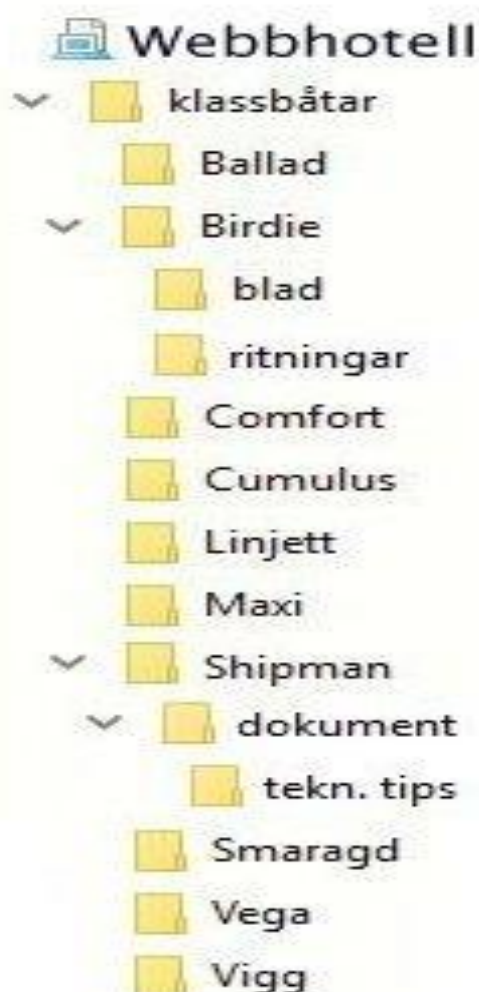 Webbhotell
klassbåtar
Ballad
Birdie
blad
ritningar
Comfort
Cumulus
Linjett
Maxi
Shipman
dokument
tekn. tips
Smaragd
Vega
Vigg